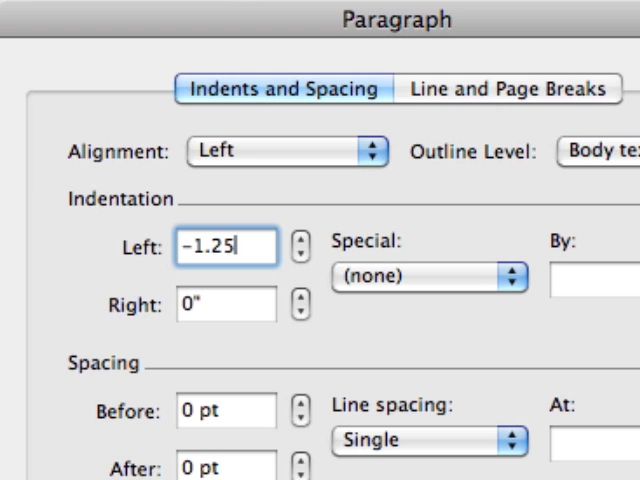 Paragraph
Indents and Spacing Line and Page Breaks
Alignment: Left Outline Level: Body
Indentation
Left: -1.25 Special: By:
(none)
Right: 0"
Spacing
Before: 0 pt Line spacing: At:
Single
After: 0 pt